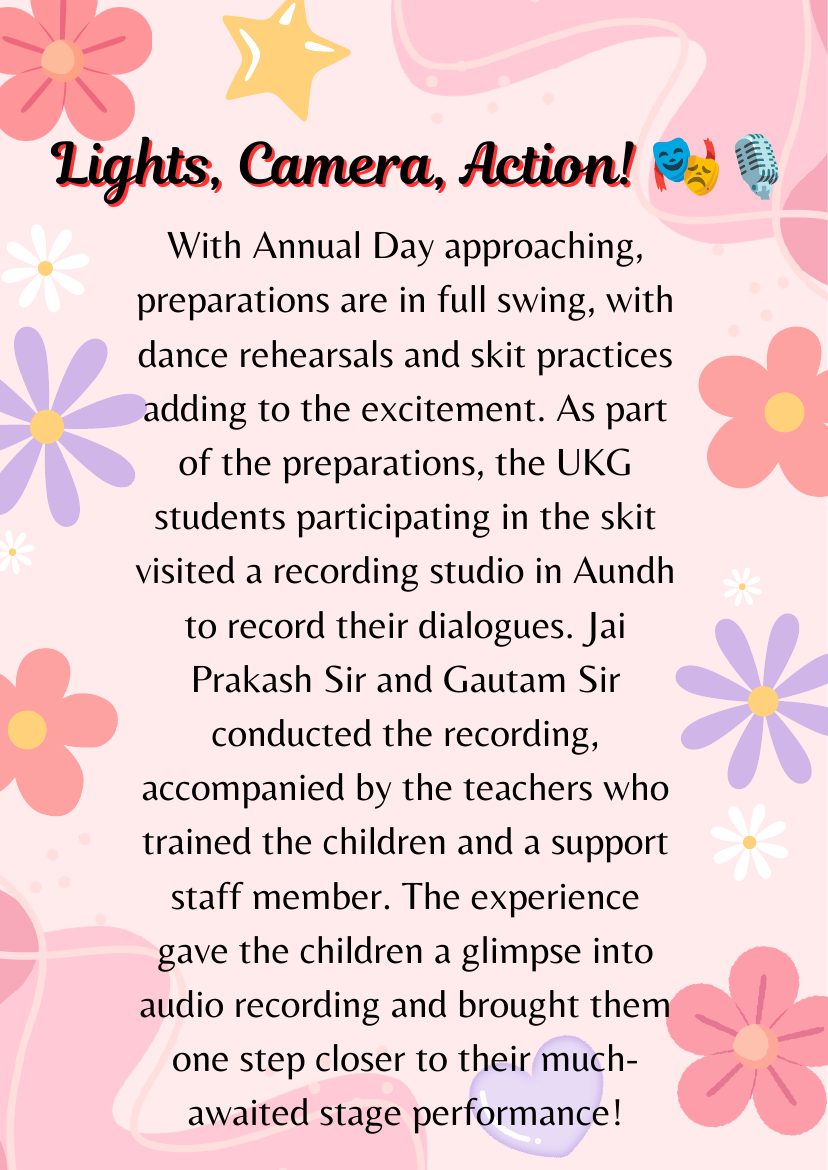 Lights, Camera, Action! 🎭 🎙️
With Annual Day approaching,
preparations are in full swing, with
dance rehearsals and skit practices
adding to the excitement. As part
of the preparations, the UKG
students participating in the skit
visited a recording studio in Aundh
to record their dialogues. Jai
Prakash Sir and Gautam Sir
conducted the recording,
accompanied by the teachers who
trained the children and a support
staff member. The experience
gave the children a glimpse into
audio recording and brought them
one step closer to their much-
awaited stage performance!